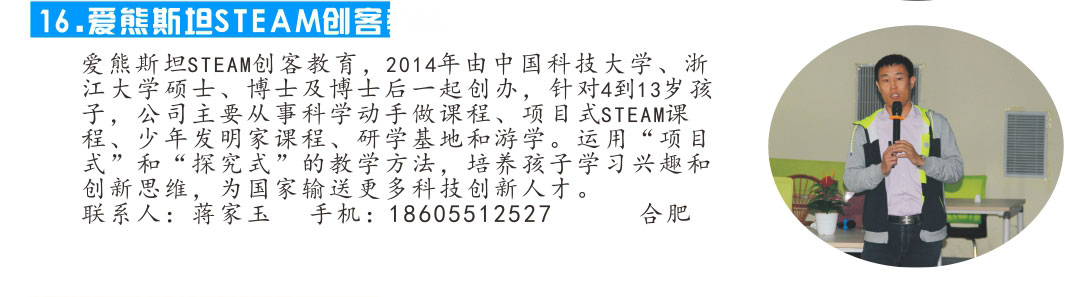 16.爱熊斯坦STEAM创客
爱熊斯坦STEAM创客教育，2014年由中国科技大学、浙
江大学硕士、博士及博士后一起创办，针对4到13岁孩
子，公司主要从事科学动手做课程、项目式STEAM课
程、少年发明家课程、研学基地和游学。运用“项目
式”和“探究式”的教学方法，培养孩子学习兴趣和
创新思维，为国家输送更多科技创新人才。
联系人：蒋家玉 手机：18605512527 合肥